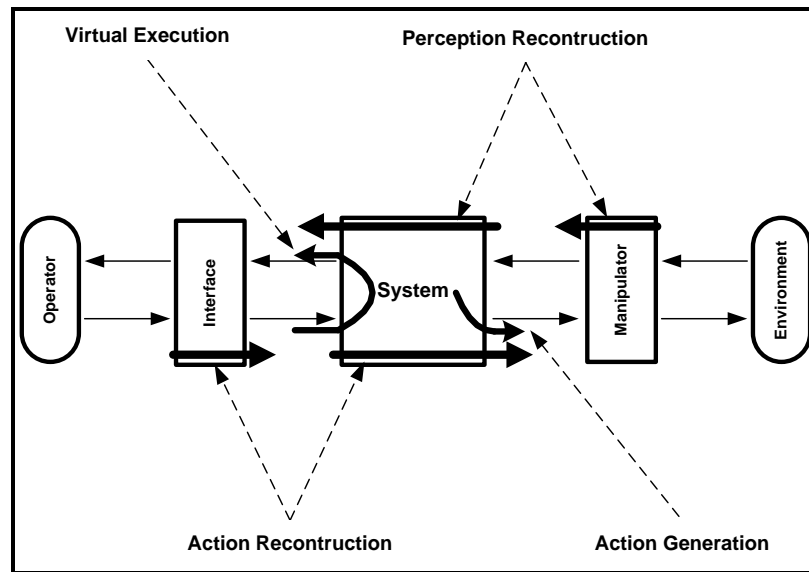 Virtual Execution
Perception Recontruction
Operator
Interface
System
Manipulator
Environment
Action Recontruction
Action Generation